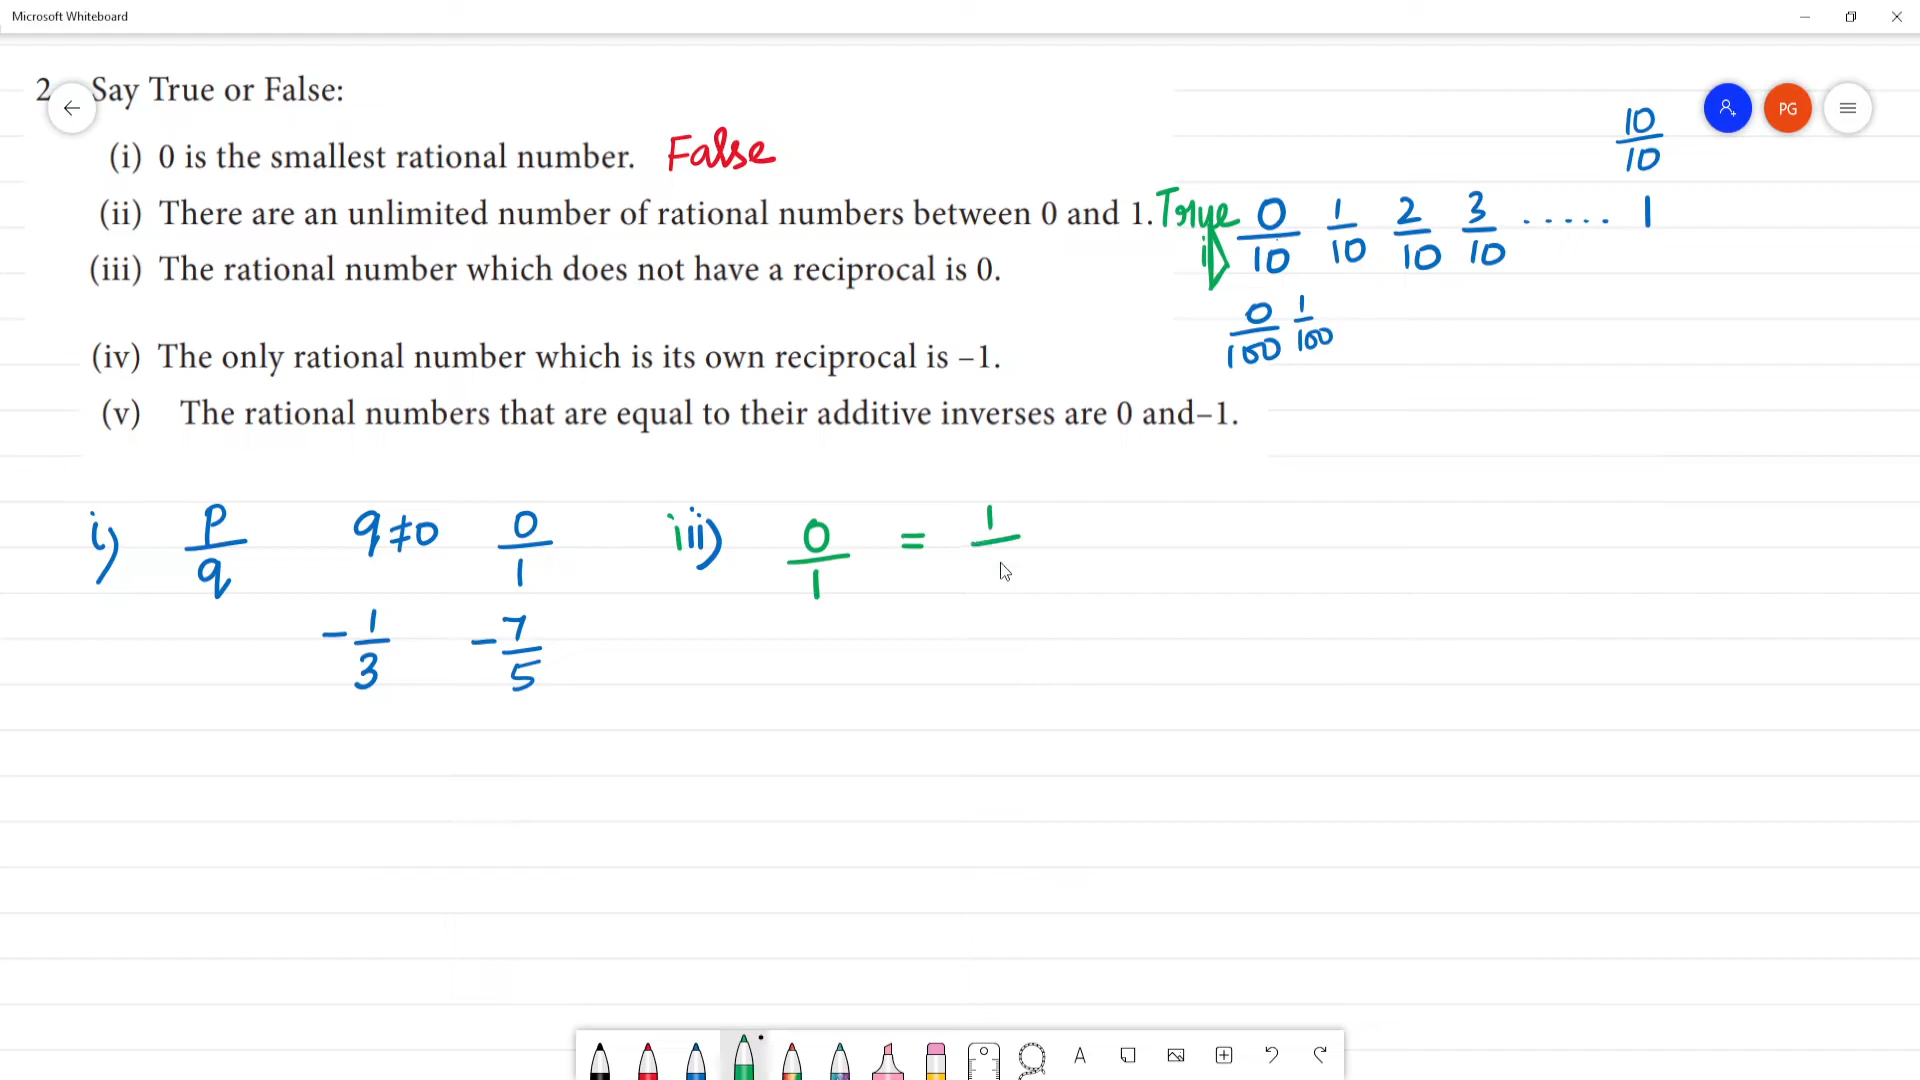 Microsoft Whiteboard
2 Say True or False:
(i) 0 is the smallest rational number. False
(ii) There are an unlimited number of rational numbers between 0 and 1. True
(iii) The rational number which does not have a reciprocal is 0.
(iv) The only rational number which is its own reciprocal is –1.
(v) The rational numbers that are equal to their additive inverses are 0 and–1.
PG
10/10
ii) 0/10 1/10 2/10 3/10 ..... 1
0/100 1/100
i) p/q q≠0 0/1
-1/3 -7/5
iii) 0/1 = 1/
A